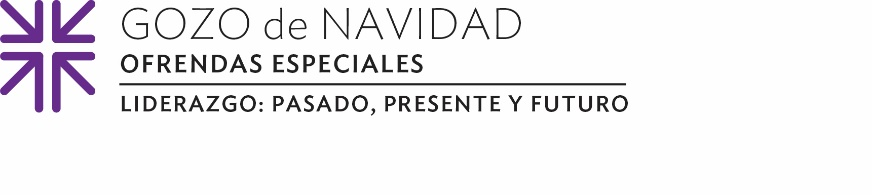 GOZO de NAVIDAD
OFRENDAS ESPECIALES
LIDERAZGO: PASADO, PRESENTE Y FUTURO